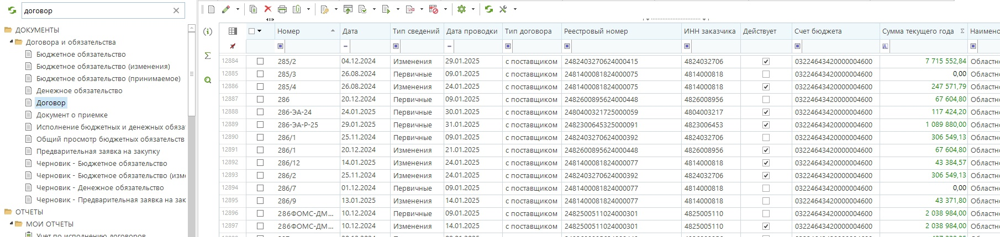 договор
ДОКУМЕНТЫ
Договора и обязательства
Бюджетное обязательство
Бюджетное обязательство (изменения)
Бюджетное обязательство (принимаемое)
Денежное обязательство
Договор
Документ о приемке
Исполнение бюджетных и денежных обяза
Общий просмотр бюджетных обязательств
Предварительная заявка на закупку
Черновик - Бюджетное обязательство
Черновик - Бюджетное обязательство (изме
Черновик - Денежное обязательство
Черновик - Предварительная заявка на зак
ОТЧЕТЫ
МОИ ОТЧЕТЫ
Учет по исполнению договоров
Номер Дата Тип сведений Дата проводки Тип договора Реестровый номер ИНН заказчика Действует Счет бюджета Сумма текущего года Σ Наимено
12884 285/2 04.12.2024 Изменения 29.01.2025 с поставщиком 2482403270624000415 4824032706 03224643420000004600 7 715 552,84 Областн
12885 285/3 26.08.2024 Первичные 09.01.2025 с поставщиком 2481400081824000075 4814000818 03224643420000004600 0,00 Областн
12886 285/4 26.08.2024 Изменения 24.01.2025 с поставщиком 2481400081824000075 4814000818 03224643420000004600 247 571,79 Областн
12887 286 20.12.2024 Первичные 09.01.2025 с поставщиком 2482600895624000448 4826008956 03224643420000004600 67 604,80 Областн
12888 286-ЭА-24 24.01.2025 Первичные 30.01.2025 с поставщиком 2480400321725000059 4804003217 03224643420000004600 117 424,20 Областн
12889 286-ЭА-Р-25 29.01.2025 Первичные 31.01.2025 с поставщиком 2482300645325000091 4823006453 03224643420000004600 1 089 880,00 Областн
12890 286/1 25.11.2024 Первичные 09.01.2025 с поставщиком 2482403270624000392 4824032706 03224643420000004600 306 549,13 Областн
12891 286/1 20.12.2024 Изменения 21.01.2025 с поставщиком 2482600895624000448 4826008956 03224643420000004600 67 604,80 Областн
12892 286/12 14.01.2025 Изменения 24.01.2025 с поставщиком 2481400081824000077 4814000818 03224643420000004600 43 384,57 Областн
12893 286/2 25.11.2024 Изменения 24.01.2025 с поставщиком 2482403270624000392 4824032706 03224643420000004600 306 549,13 Областн
12894 286/7 01.12.2024 Первичные 09.01.2025 с поставщиком 2481400081824000077 4814000818 03224643420000004600 0,00 Областн
12895 286/9 13.01.2025 Изменения 14.01.2025 с поставщиком 2481400081824000077 4814000818 03224643420000004600 43 371,80 Областн
12896 286ФОМС-ДМ... 10.12.2024 Первичные 09.01.2025 с поставщиком 2482500511024000301 4825005110 03224643420000004600 2 038 984,00 Областн
12897 286ФОМС-ДМ... 10.12.2024 Изменения 14.01.2025 с поставщиком 2482500511024000301 4825005110 03224643420000004600 2 038 984,00 Областн